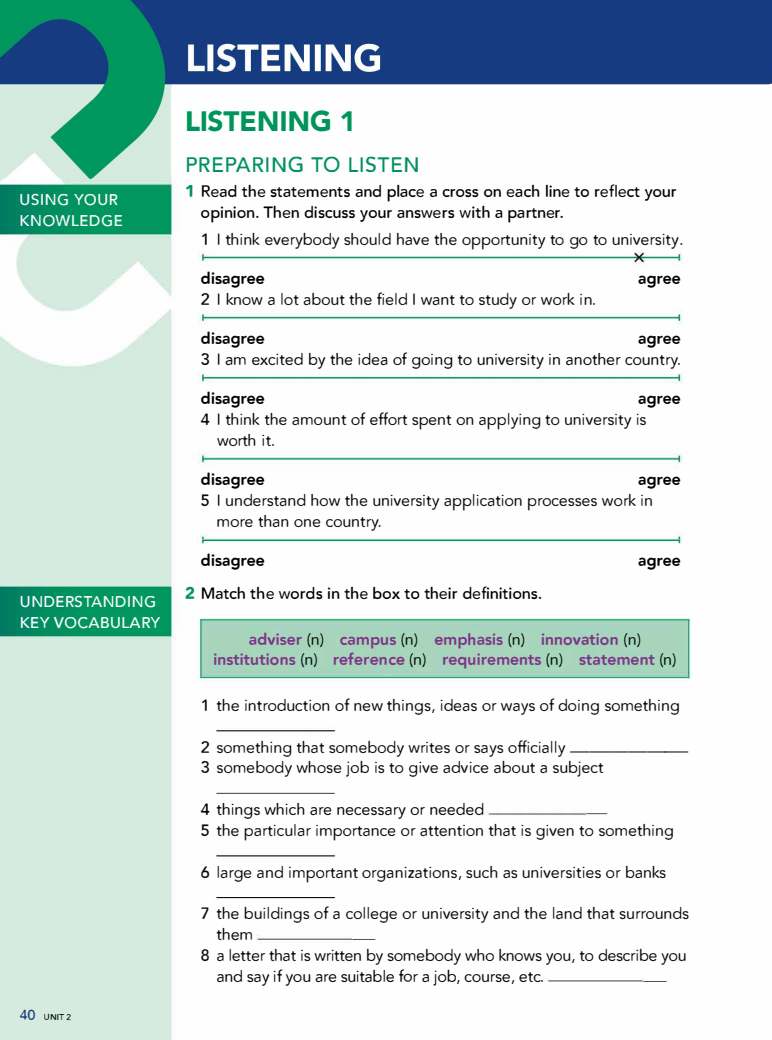 LISTENING
LISTENING 1
PREPARING TO LISTEN
USING YOUR
KNOWLEDGE
1 Read the statements and place a cross on each line to reflect your
opinion. Then discuss your answers with a partner.
1 I think everybody should have the opportunity to go to university.
disagree agree
2 I know a lot about the field I want to study or work in.
disagree agree
3 I am excited by the idea of going to university in another country.
disagree agree
4 I think the amount of effort spent on applying to university is
worth it.
disagree agree
5 I understand how the university application processes work in
more than one country.
disagree agree
UNDERSTANDING
KEY VOCABULARY
2 Match the words in the box to their definitions.
adviser (n) campus (n) emphasis (n) innovation (n)
institutions (n) reference (n) requirements (n) statement (n)
1 the introduction of new things, ideas or ways of doing something
2 something that somebody writes or says officially
3 somebody whose job is to give advice about a subject
4 things which are necessary or needed
5 the particular importance or attention that is given to something
6 large and important organizations, such as universities or banks
7 the buildings of a college or university and the land that surrounds
them
8 a letter that is written by somebody who knows you, to describe you
and say if you are suitable for a job, course, etc.
40 UNIT 2